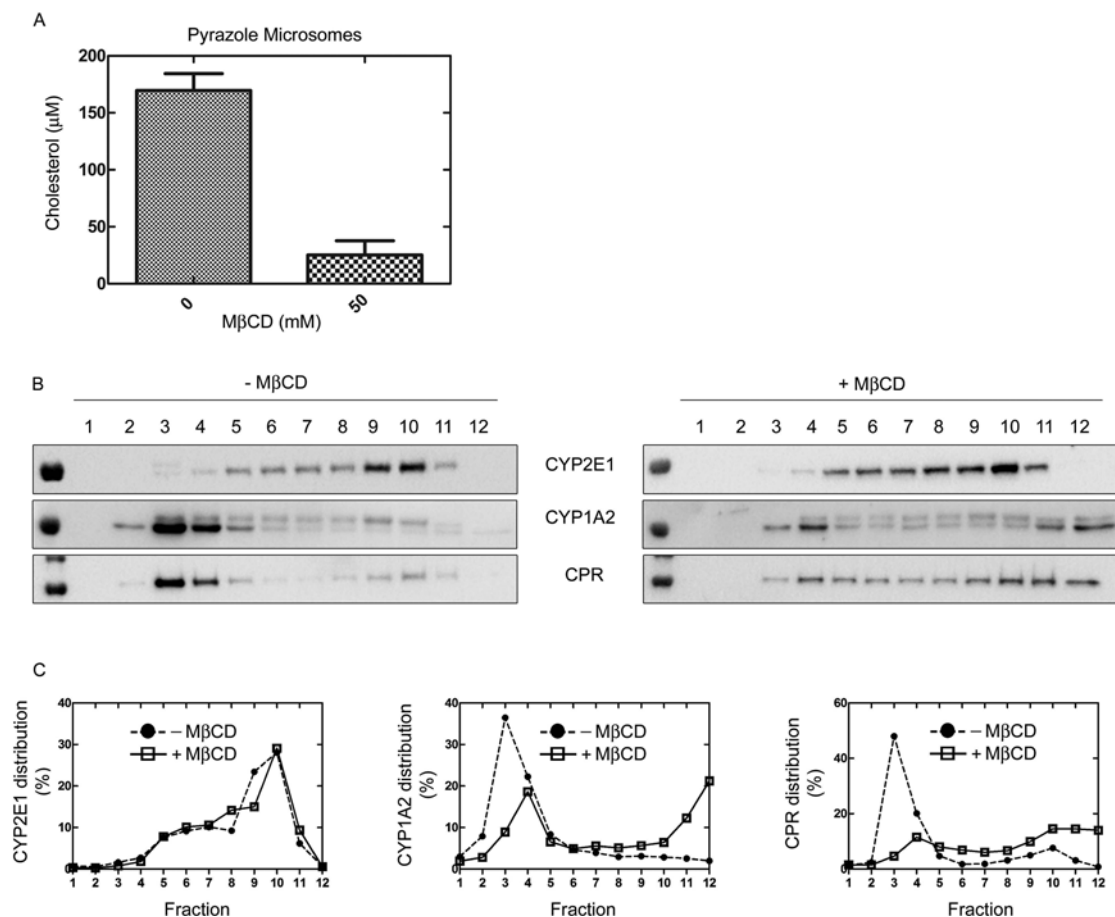 A
Pyrazole Microsomes
200
150
100
50
0
Cholesterol (µM)
0
50
MβCD (mM)
B
- MβCD
+ MβCD
1 2 3 4 5 6 7 8 9 10 11 12
1 2 3 4 5 6 7 8 9 10 11 12
CYP2E1
CYP1A2
CPR
C
40
30
20
10
0
CYP2E1 distribution
(%)
– MβCD
+ MβCD
1 2 3 4 5 6 7 8 9 10 11 12
Fraction
40
30
20
10
0
CYP1A2 distribution
(%)
– MβCD
+ MβCD
1 2 3 4 5 6 7 8 9 10 11 12
Fraction
60
40
20
0
CPR distribution
(%)
– MβCD
+ MβCD
1 2 3 4 5 6 7 8 9 10 11 12
Fraction